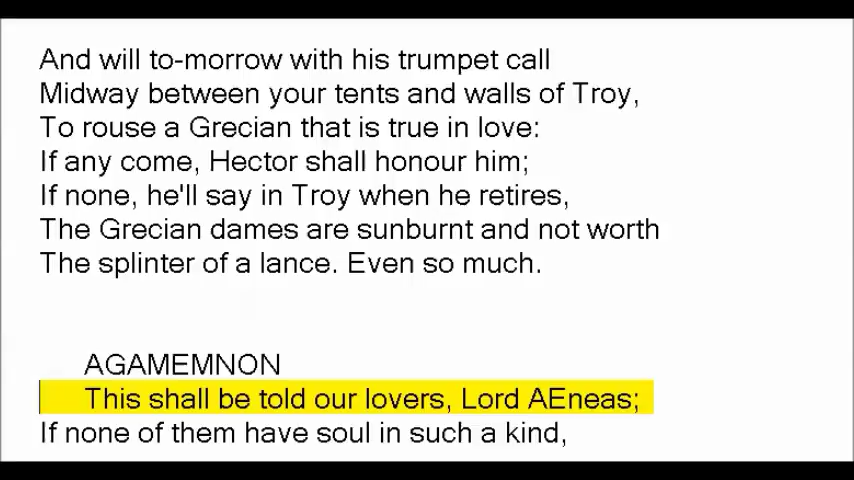 And will to-morrow with his trumpet call
Midway between your tents and walls of Troy,
To rouse a Grecian that is true in love:
If any come, Hector shall honour him;
If none, he'll say in Troy when he retires,
The Grecian dames are sunburnt and not worth
The splinter of a lance. Even so much.
AGAMEMNON
This shall be told our lovers, Lord AEneas;
If none of them have soul in such a kind,